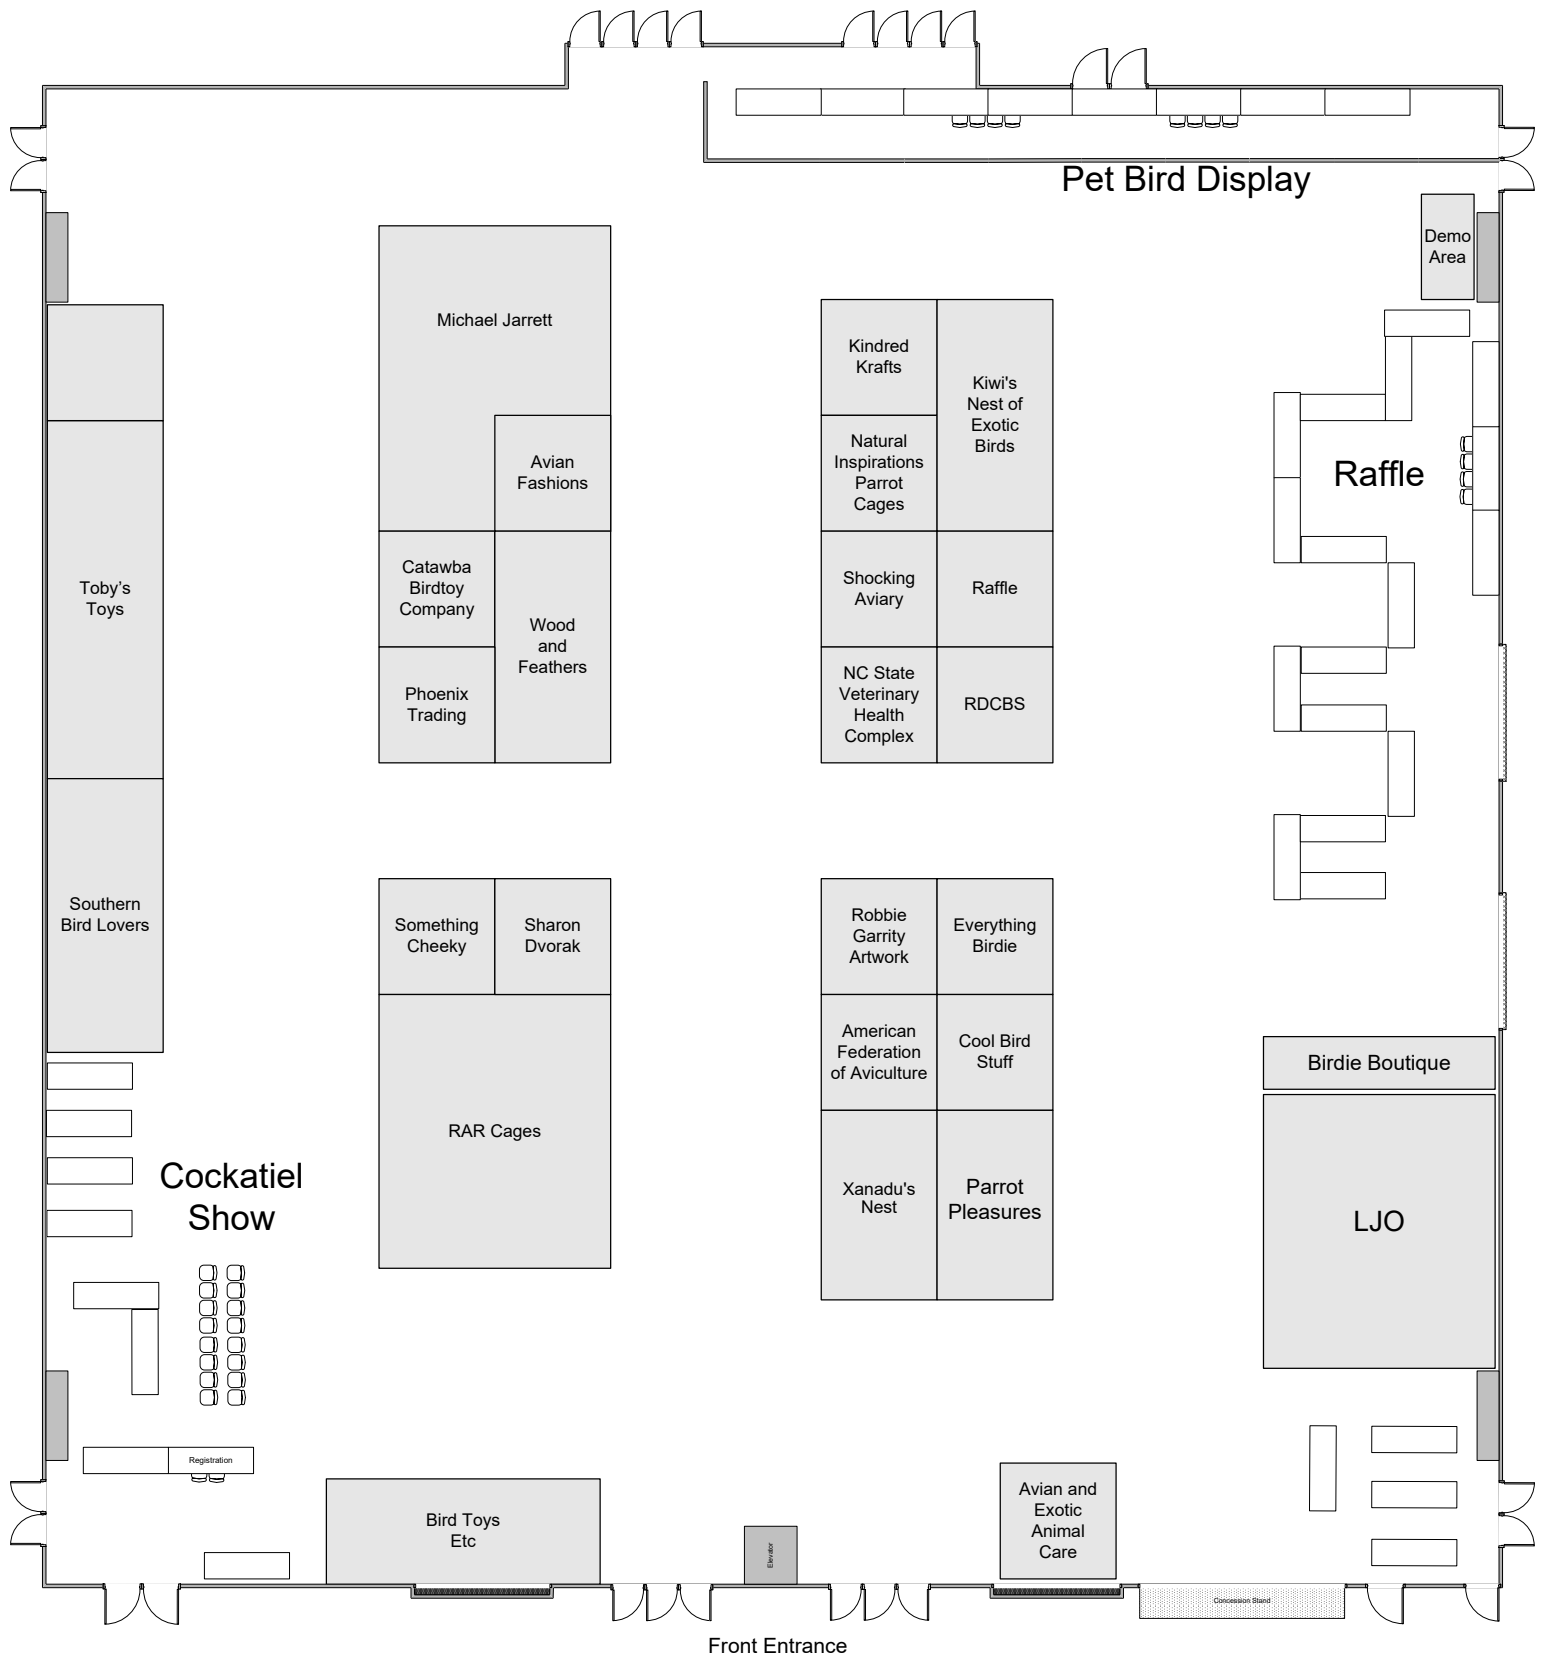 Pet Bird Display
Demo
Area
Michael Jarrett
Kindred
Krafts
Kiwi's
Nest of
Exotic
Birds
Avian
Fashions
Natural
Inspirations
Parrot
Cages
Raffle
Toby's
Toys
Catawba
Birdtoy
Company
Wood
and
Feathers
Phoenix
Trading
Shocking
Aviary
Raffle
NC State
Veterinary
Health
Complex
RDCBS
Southern
Bird Lovers
Something
Cheeky
Sharon
Dvorak
Robbie
Garrity
Artwork
Everything
Birdie
American
Federation
of Aviculture
Cool Bird
Stuff
Birdie Boutique
RAR Cages
Cockatiel
Show
Xanadu's
Nest
Parrot
Pleasures
LJO
Registration
Bird Toys
Etc
Elevator
Avian and
Exotic
Animal
Care
Concession Stand
Front Entrance